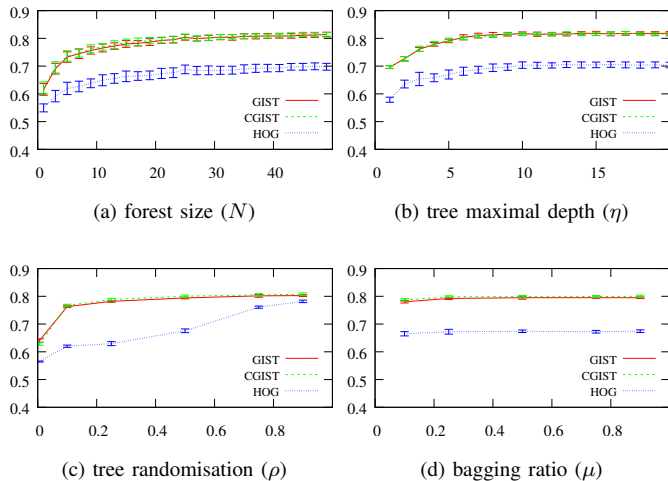 0.9
0.8
0.7
0.6
0.5
0.4
0 10 20 30 40
GIST
CGIST
HOG
(a) forest size (N)
0.9
0.8
0.7
0.6
0.5
0.4
0 5 10 15
GIST
CGIST
HOG
(b) tree maximal depth (η)
0.9
0.8
0.7
0.6
0.5
0.4
0 0.2 0.4 0.6 0.8
GIST
CGIST
HOG
(c) tree randomisation (ρ)
0.9
0.8
0.7
0.6
0.5
0.4
0 0.2 0.4 0.6 0.8
GIST
CGIST
HOG
(d) bagging ratio (μ)